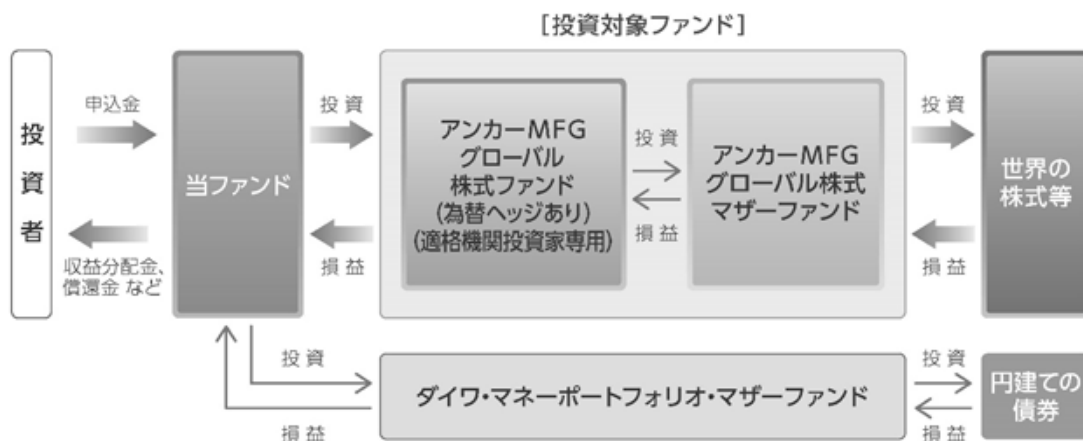 [投資対象ファンド]
投資者
申込金
収益分配金、
償還金 など
当ファンド
投資
損益
アンカーMFG
グローバル
株式ファンド
(為替ヘッジあり)
(適格機関投資家専用)
投資
損益
アンカーMFG
グローバル株式
マザーファンド
投資
損益
世界の
株式等
投資
損益
ダイワ・マネーポートフォリオ・マザーファンド
投資
損益
円建ての
債券